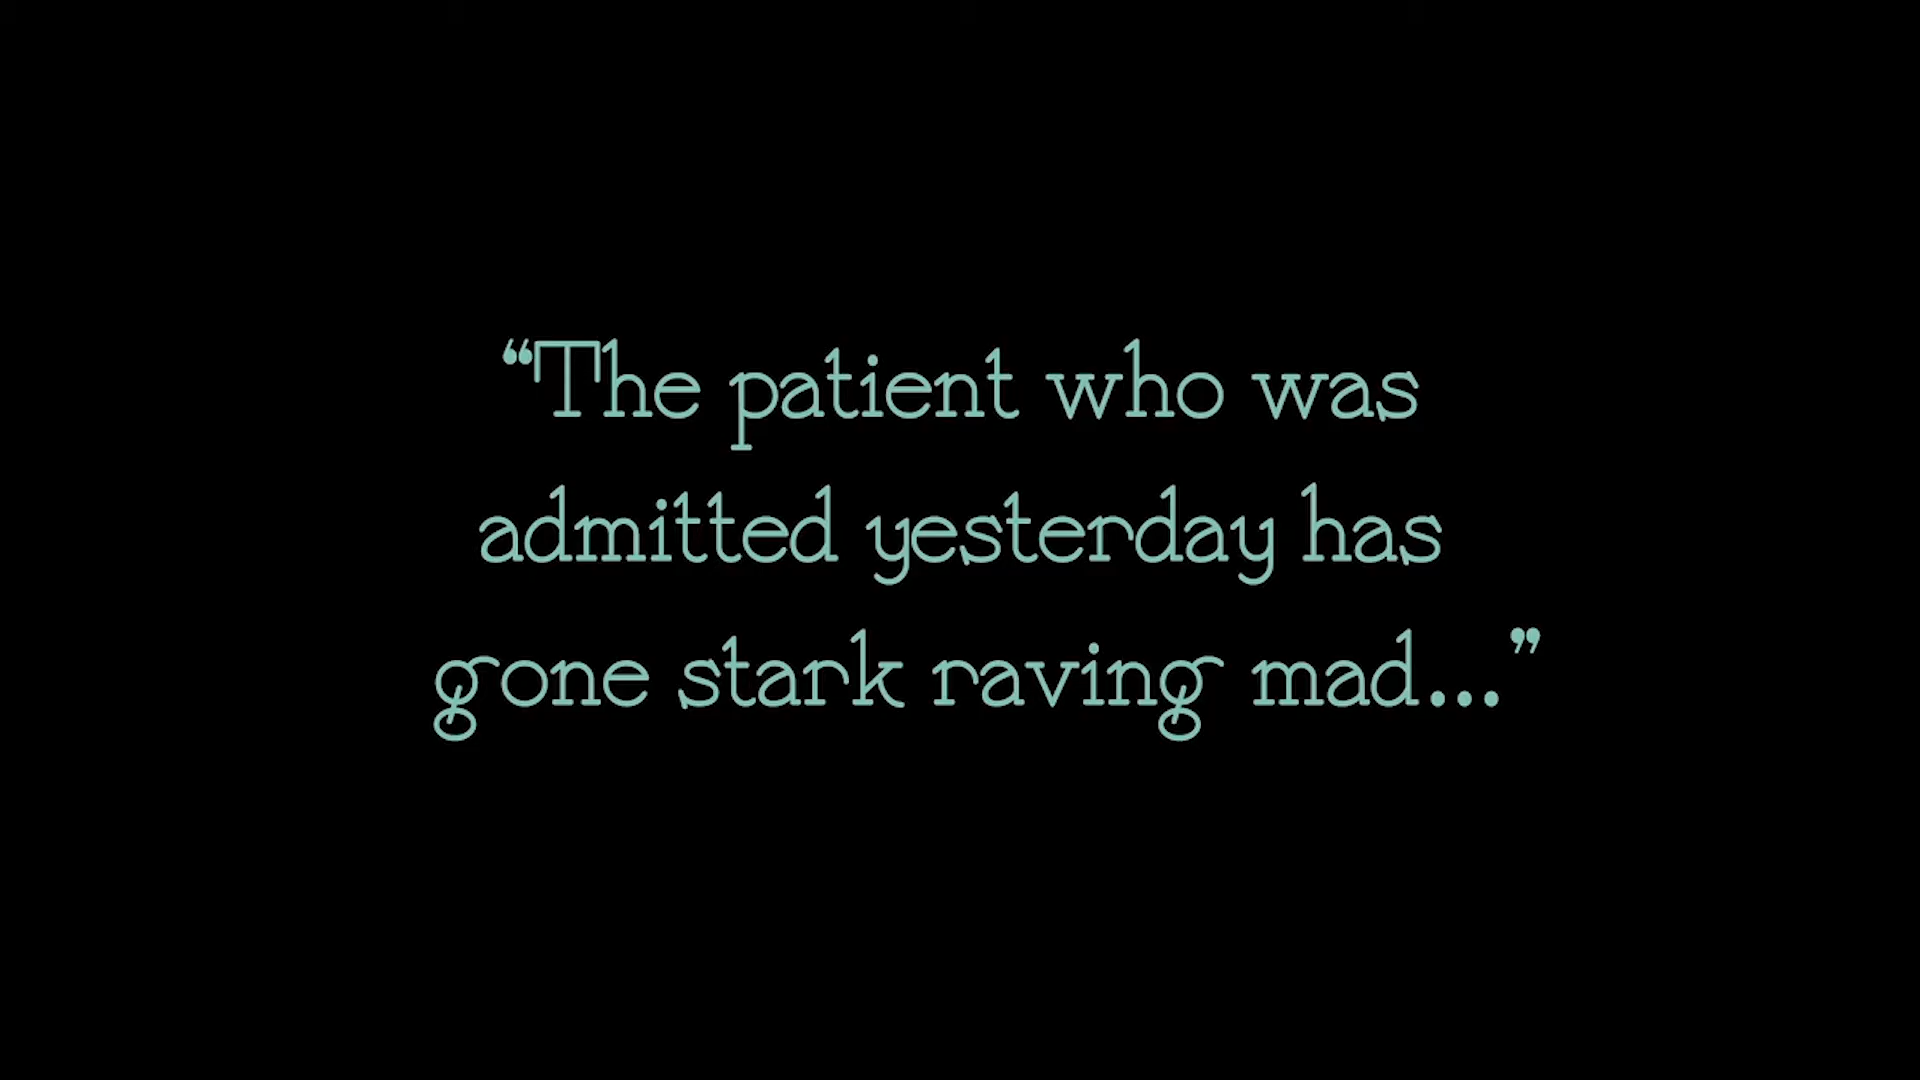 “The patient who was
admitted yesterday has
gone stark raving mad...”